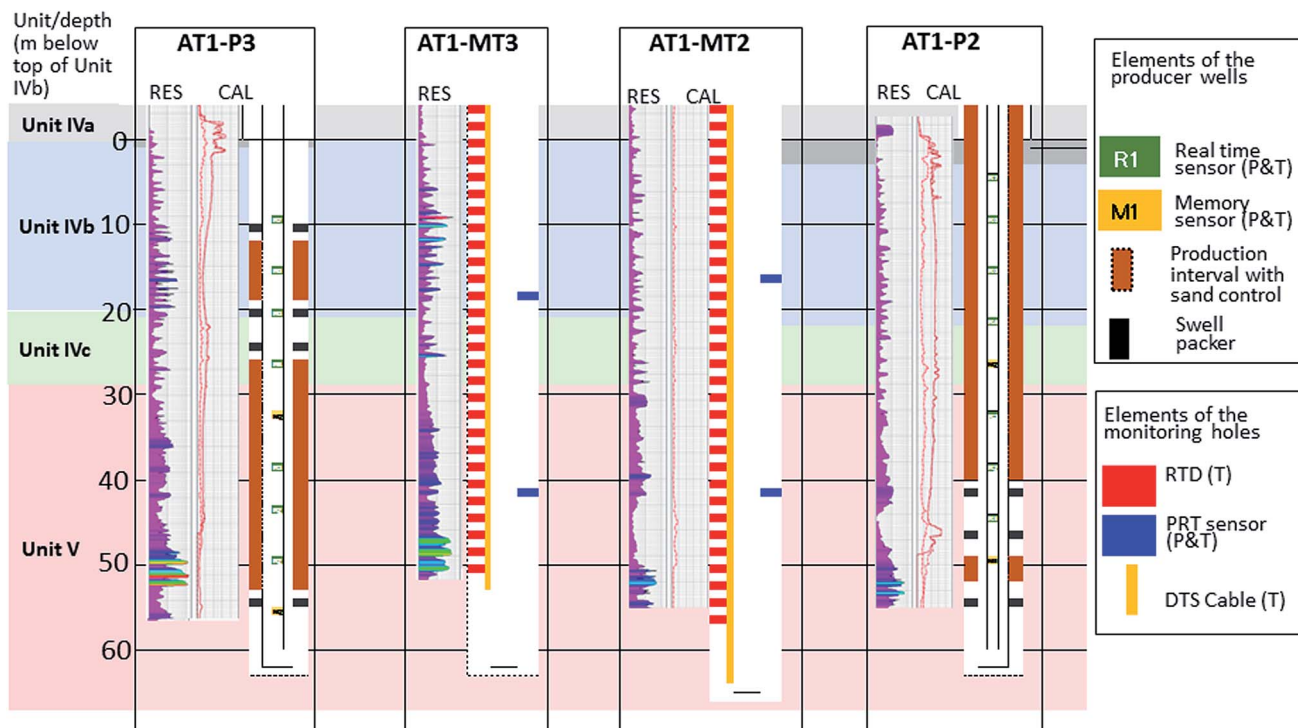 Unit/depth
(m below
top of Unit
IVb)
AT1-P3
AT1-MT3
AT1-MT2
AT1-P2
RES
CAL
RES
RES
CAL
RES
CAL
Unit IVa
0
Unit IVb
10
20
Unit IVc
30
40
Unit V
50
60
Elements of the
producer wells
R1
Real time
sensor (P&T)
M1
Memory
sensor (P&T)
Production
interval with
sand control
Swell
packer
Elements of the
monitoring holes
RTD (T)
PRT sensor
(P&T)
DTS Cable (T)